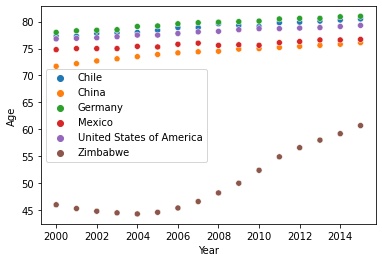 80
75
70
65
60
55
50
45
Age
Chile
China
Germany
Mexico
United States of America
Zimbabwe
2000 2002 2004 2006 2008 2010 2012 2014
Year